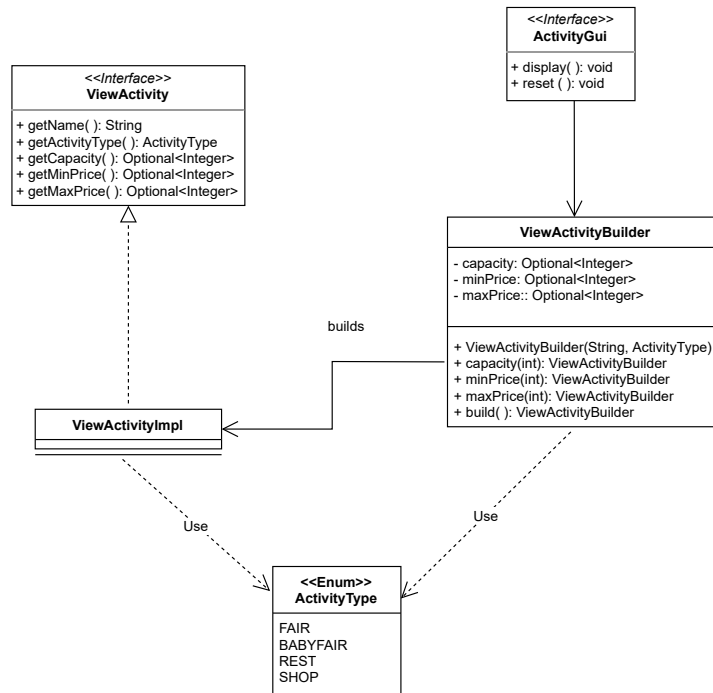 <<Interface>>
ActivityGui
+ display( ): void
+ reset ( ): void
<<Interface>>
ViewActivity
+ getName( ): String
+ getActivityType( ): ActivityType
+ getCapacity( ): Optional<Integer>
+ getMinPrice( ): Optional<Integer>
+ getMaxPrice( ): Optional<Integer>
ViewActivityBuilder
- capacity: Optional<Integer>
- minPrice: Optional<Integer>
- maxPrice:: Optional<Integer>
+ ViewActivityBuilder(String, ActivityType)
+ capacity(int): ViewActivityBuilder
+ minPrice(int): ViewActivityBuilder
+ maxPrice(int): ViewActivityBuilder
+ build( ): ViewActivityBuilder
builds
ViewActivityImpl
Use
Use
<<Enum>>
ActivityType
FAIR
BABYFAIR
REST
SHOP